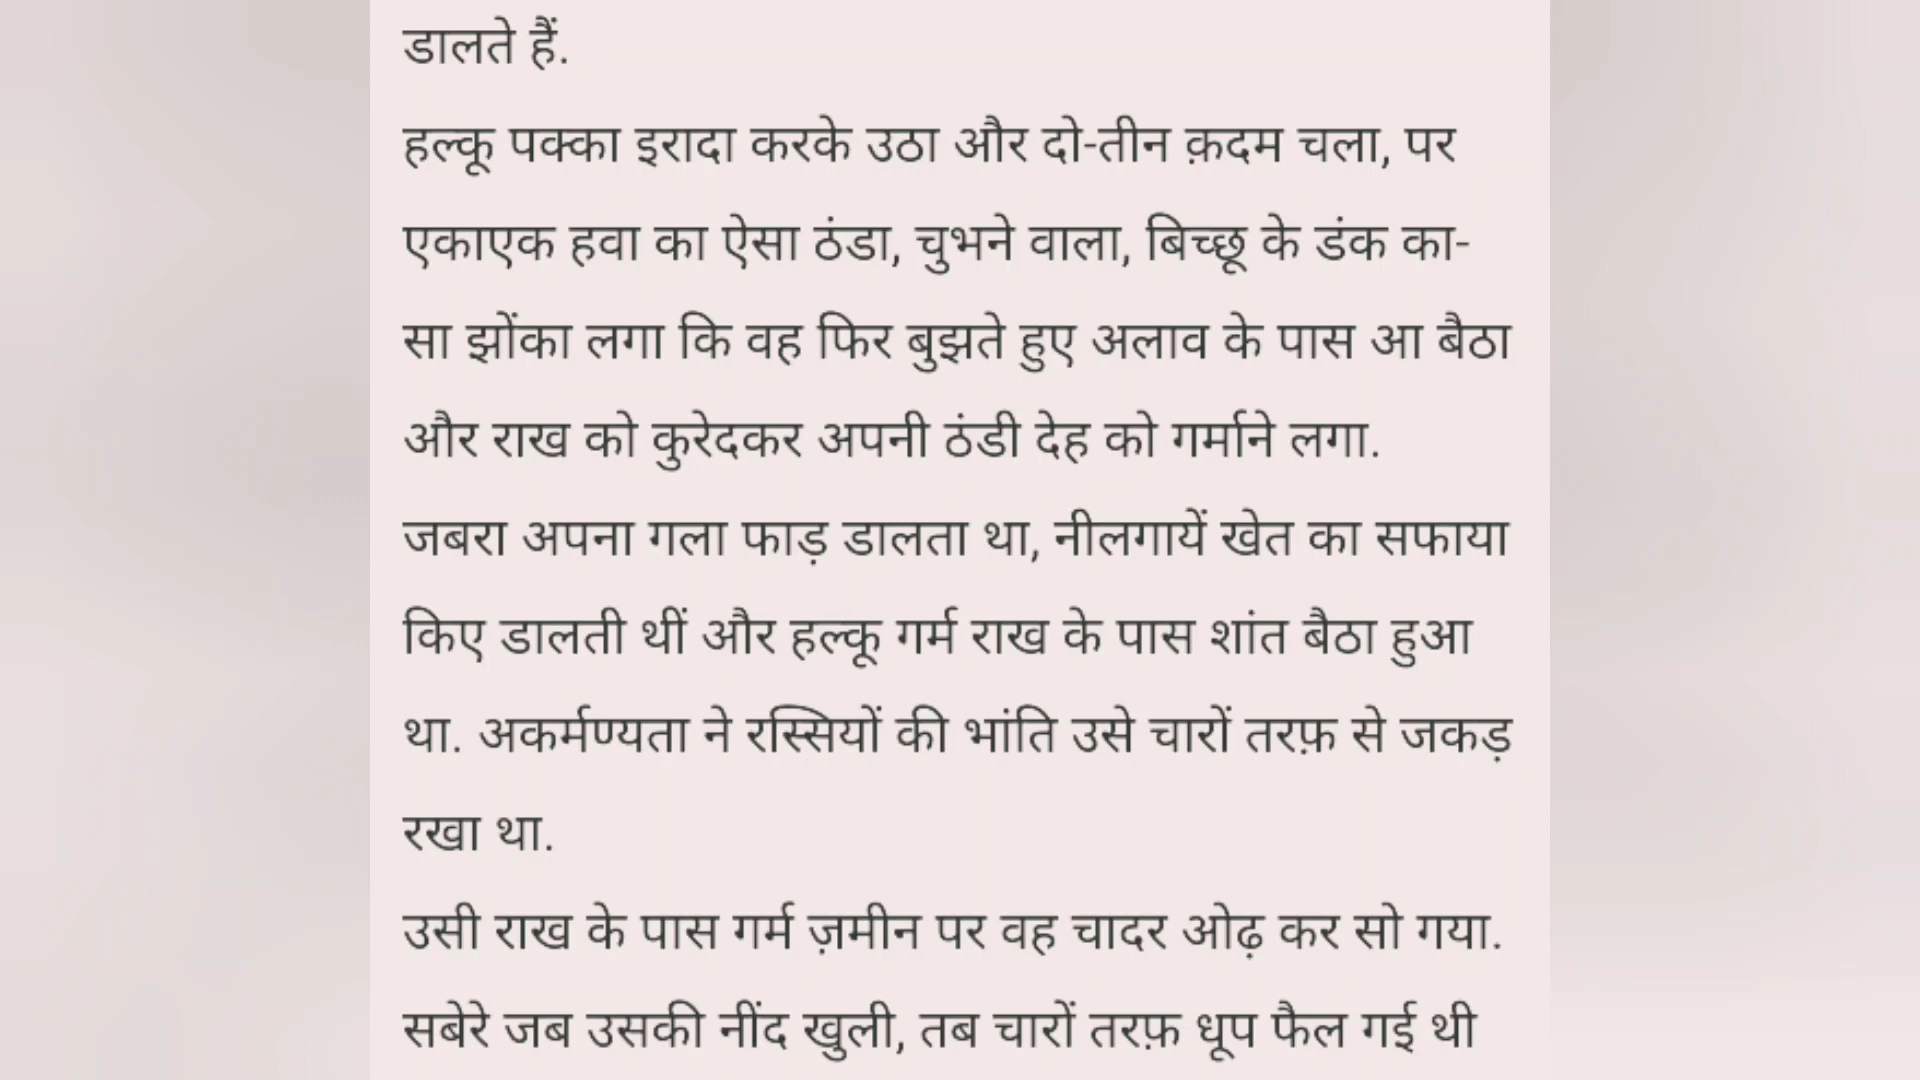 डालते हैं.
हल्कू पक्का इरादा करके उठा और दो-तीन क़दम चला, पर
एकाएक हवा का ऐसा ठंडा, चुभने वाला, बिच्छू के डंक का-
सा झोंका लगा कि वह फिर बुझते हुए अलाव के पास आ बैठा
और राख को कुरेदकर अपनी ठंडी देह को गर्माने लगा.
जबरा अपना गला फाड़ डालता था, नीलगायें खेत का सफाया
किए डालती थीं और हल्कू गर्म राख के पास शांत बैठा हुआ
था. अकर्मण्यता ने रस्सियों की भांति उसे चारों तरफ़ से जकड़
रखा था.
उसी राख के पास गर्म ज़मीन पर वह चादर ओढ़ कर सो गया.
सबेरे जब उसकी नींद खुली, तब चारों तरफ़ धूप फैल गई थी